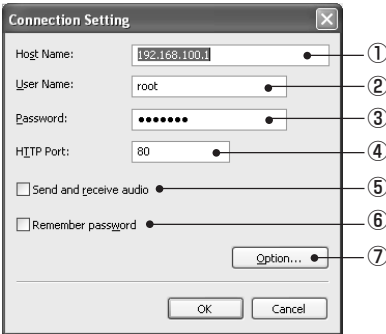 Connection Setting
Host Name: 192.168.100.1 ①
User Name: root ②
Password: ●●●●●●● ③
HTTP Port: 80 ④
Send and receive audio ⑤
Remember password ⑥
Option... ⑦
OK Cancel